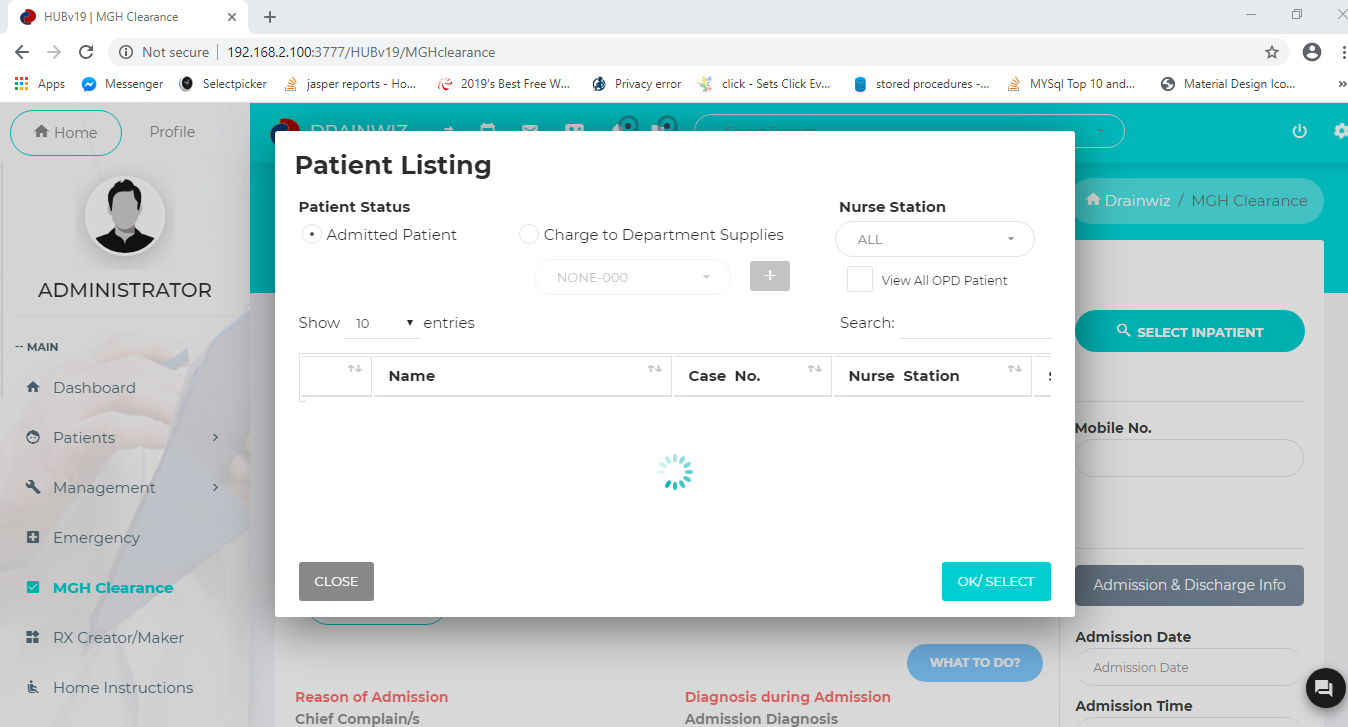 HUBv19 | MGH Clearance
Not secure
192.168.2.100:3777/HUBv19/MGHclearance
Apps
Messenger
Selectpicker
jasper reports - Ho...
2019's Best Free W...
Privacy error
click - Sets Click Ev...
stored procedures -...
MYSql Top 10 and...
Material Design Ico...
»
Home
Profile
DRAINWIZ
Drainwiz / MGH Clearance
ADMINISTRATOR
-- MAIN
Dashboard
Patients
Management
Emergency
MGH Clearance
RX Creator/Maker
Home Instructions
Patient Listing
Patient Status
Nurse Station
Admitted Patient
Charge to Department Supplies
ALL
NONE-000
+
View All OPD Patient
Show 10 entries
Search:
Name
Case No.
Nurse Station
CLOSE
OK/ SELECT
SELECT INPATIENT
Mobile No.
Admission & Discharge Info
Admission Date
Admission Date
Admission Time
WHAT TO DO?
Reason of Admission
Diagnosis during Admission
Chief Complain/s
Admission Diagnosis